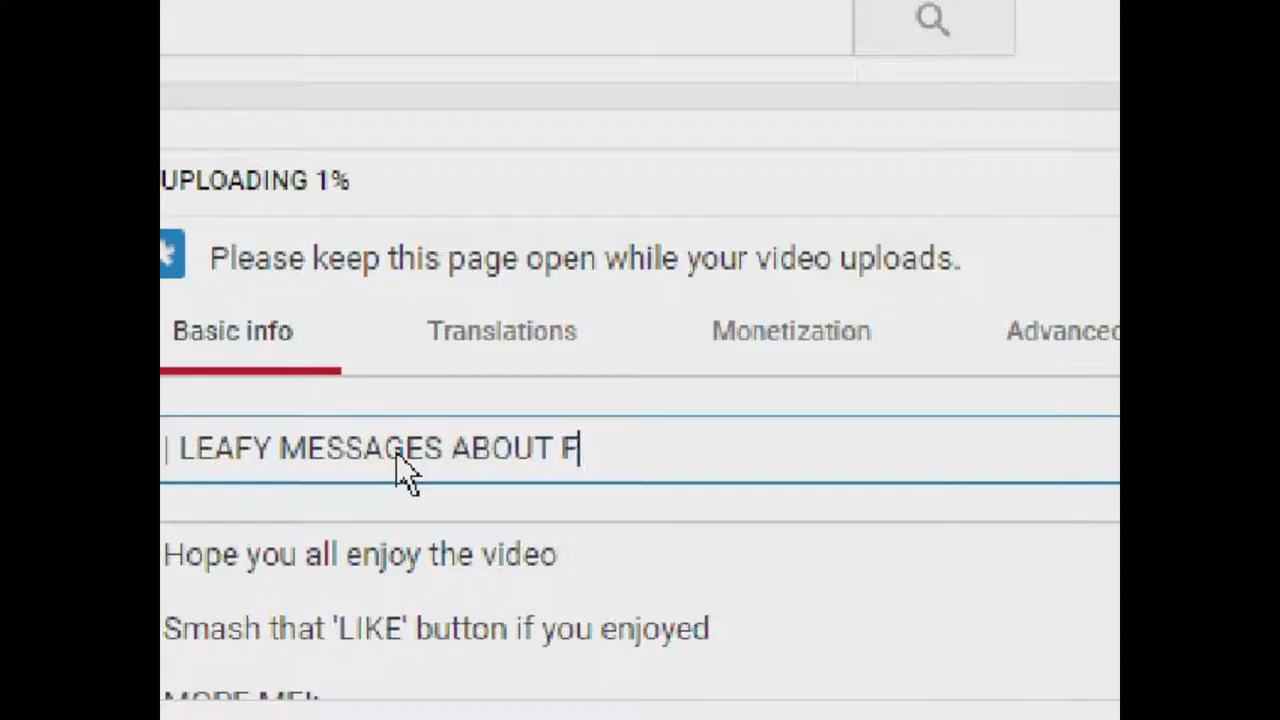 UPLOADING 1%
Please keep this page open while your video uploads.
Basic info Translations Monetization Advanced
| LEAFY MESSAGES ABOUT F
Hope you all enjoy the video
Smash that 'LIKE' button if you enjoyed